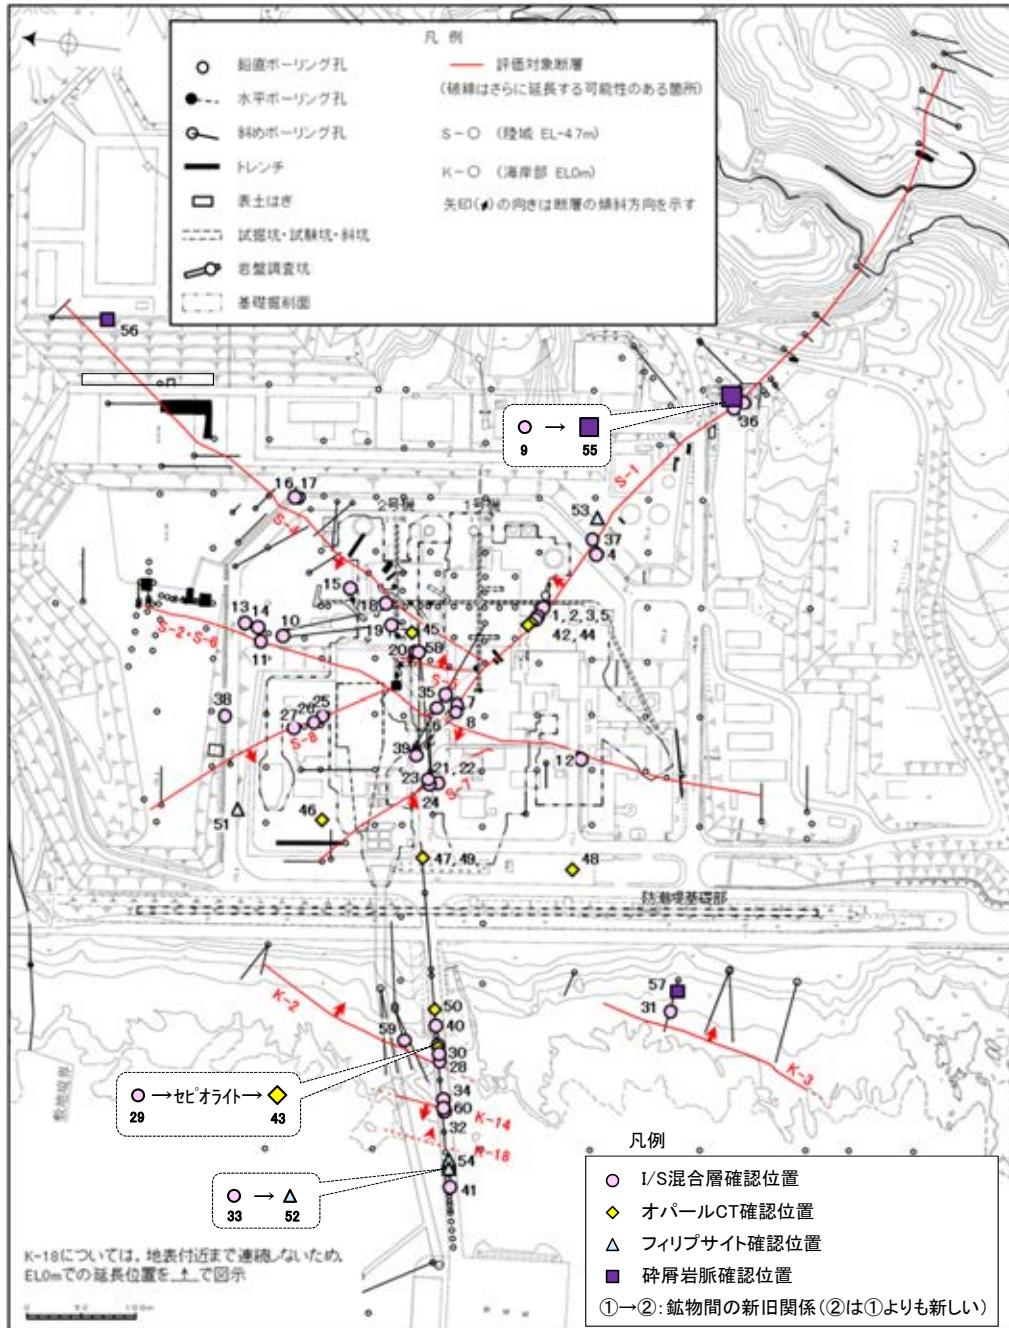 凡例
鉛直ボーリング孔
水平ボーリング孔
斜めボーリング孔
トレンチ
表土はぎ
試掘坑・試験坑・斜坑
岩盤調査坑
基礎掘削面
評価対象断層
(破線はさらに延長する可能性のある箇所)
S-○ (陸域 EL-4.7m)
K-○ (海岸部 EL0m)
矢印( )の向きは断層の傾斜方向を示す
56
9 → 55
36
S-1
16,17
2号機
1号機
53
37
4
S-4
15
18
13
14
10
19
45
1,2,3,5
42,44
S-2・S-6
11
20
58
S-5
38
35
7
27
26
25
6
8
S-8
39
12
21,22
23
24
S-7
51
46
47,49
48
防潮堤基礎部
57
31
50
K-2
40
59
30
28
K-3
29 →セピオライト→ 43
34
60
K-14
32
K-18
敷地境界
54
33 → 52
41
K-18については、地表付近まで連続しないため、
EL0mでの延長位置を で図示
0 50 100m
凡例
I/S混合層確認位置
オパールCT確認位置
フィリプサイト確認位置
砕屑岩脈確認位置
①→②:鉱物間の新旧関係(②は①よりも新しい)